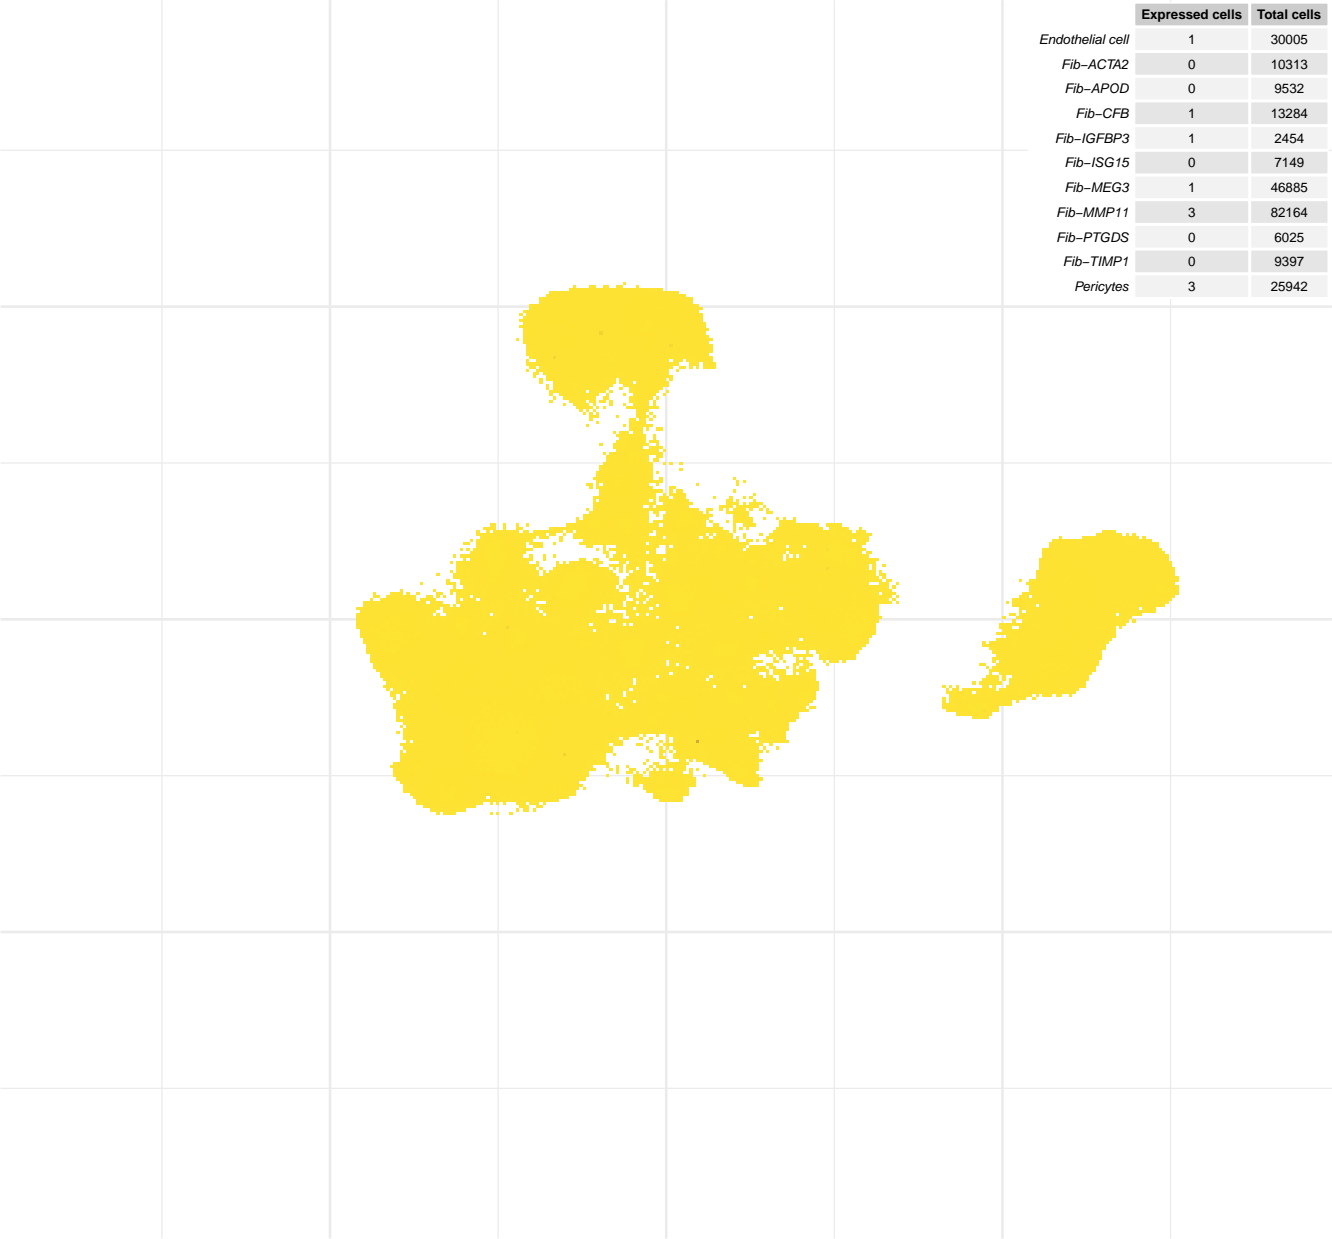 Expressed cells Total cells
Endothelial cell 1 30005
Fib−ACTA2 0 10313
Fib−APOD 0 9532
Fib−CFB 1 13284
Fib−IGFBP3 1 2454
Fib−ISG15 0 7149
Fib−MEG3 1 46885
Fib−MMP11 3 82164
Fib−PTGDS 0 6025
Fib−TIMP1 0 9397
Pericytes 3 25942